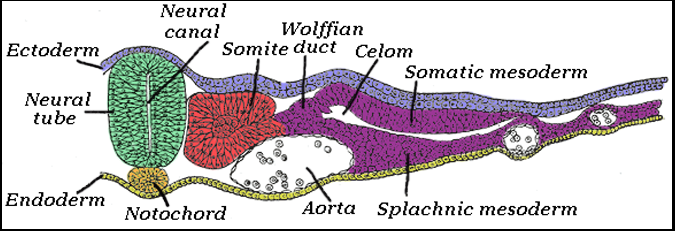 Neural
canal
Wolffian
duct
Ectoderm
Somite
Celom
Somatic mesoderm
Neural
tube
Endoderm
Notochord
Aorta
Splachnic mesoderm